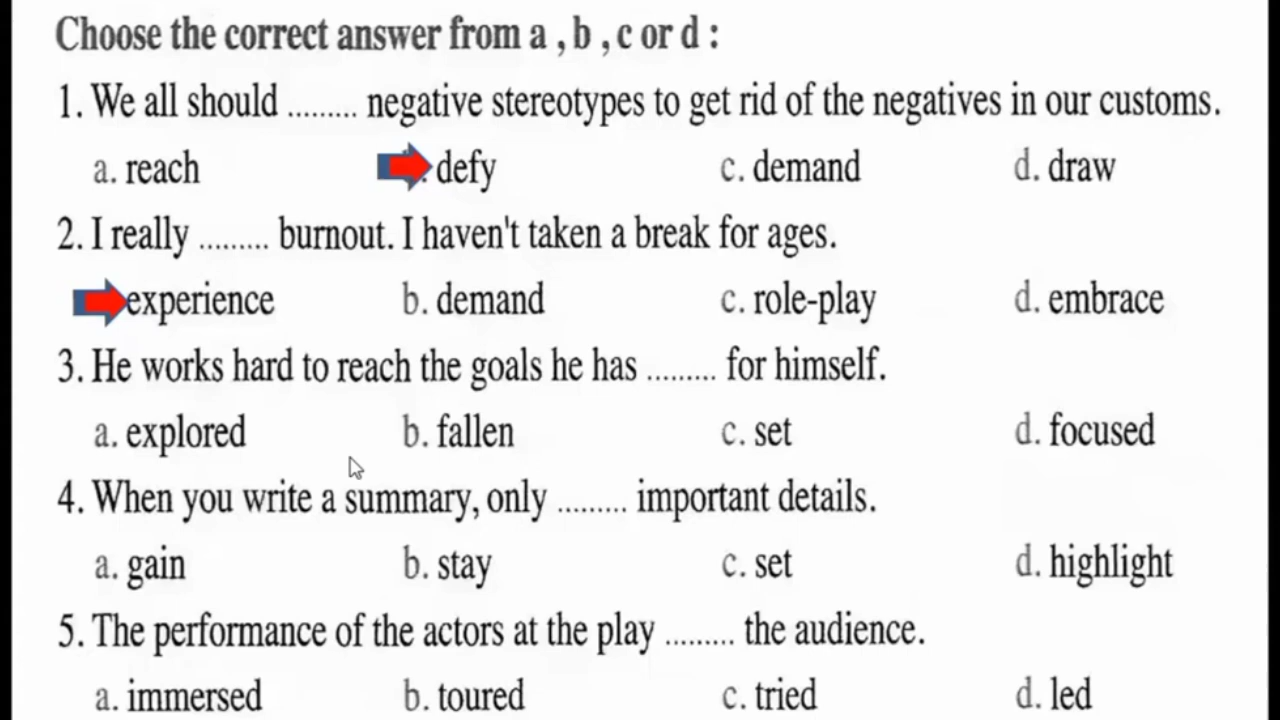 Choose the correct answer from a , b , c or d :
1. We all should ......... negative stereotypes to get rid of the negatives in our customs.
a. reach defy c. demand d. draw
2. I really ......... burnout. I haven't taken a break for ages.
experience b. demand c. role-play d. embrace
3. He works hard to reach the goals he has ......... for himself.
a. explored b. fallen c. set d. focused
4. When you write a summary, only ......... important details.
a. gain b. stay c. set d. highlight
5. The performance of the actors at the play ......... the audience.
a. immersed b. toured c. tried d. led